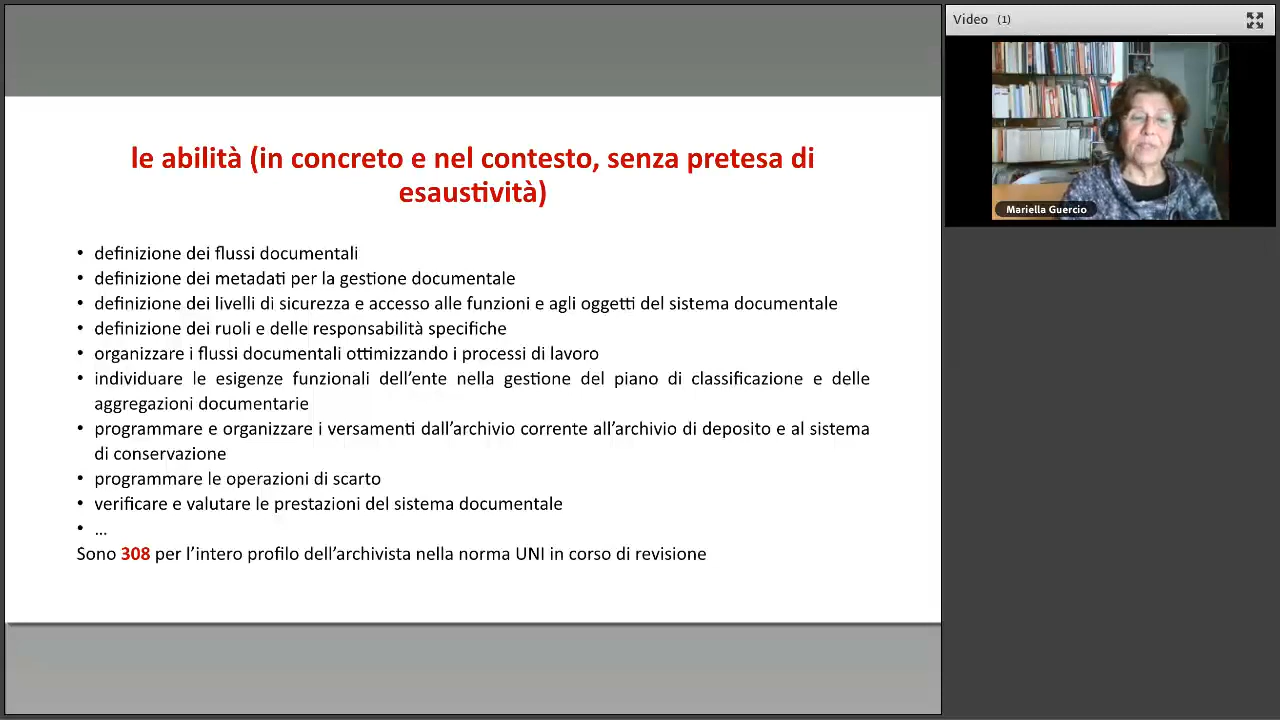 Video (1)
Mariella Guercio
le abilità (in concreto e nel contesto, senza pretesa di
esaustività)
• definizione dei flussi documentali
• definizione dei metadati per la gestione documentale
• definizione dei livelli di sicurezza e accesso alle funzioni e agli oggetti del sistema documentale
• definizione dei ruoli e delle responsabilità specifiche
• organizzare i flussi documentali ottimizzando i processi di lavoro
• individuare le esigenze funzionali dell’ente nella gestione del piano di classificazione e delle
aggregazioni documentarie
• programmare e organizzare i versamenti dall’archivio corrente all’archivio di deposito e al sistema
di conservazione
• programmare le operazioni di scarto
• verificare e valutare le prestazioni del sistema documentale
• ...
Sono 308 per l’intero profilo dell’archivista nella norma UNI in corso di revisione